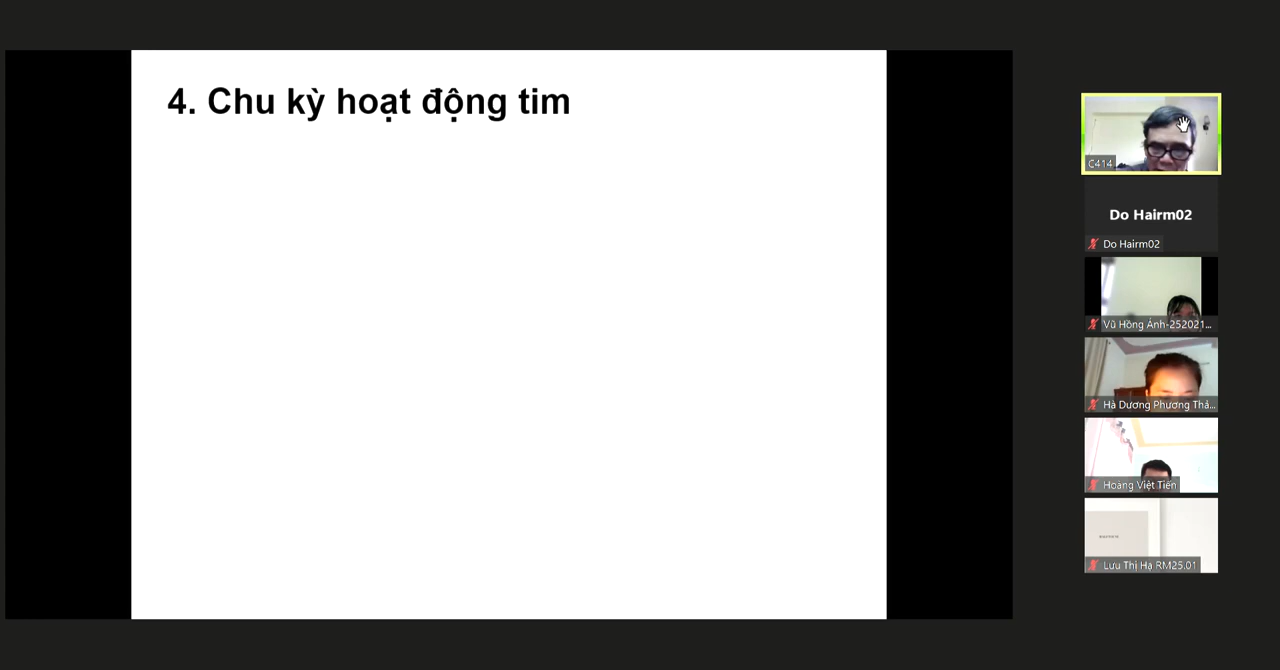 4. Chu kỳ hoạt động tim
C414
Do Hairm02
Do Hairm02
Vũ Hồng Ánh-252021...
Hà Dương Phương Thả...
Hoàng Việt Tiến
Lưu Thị Hạ RM25.01